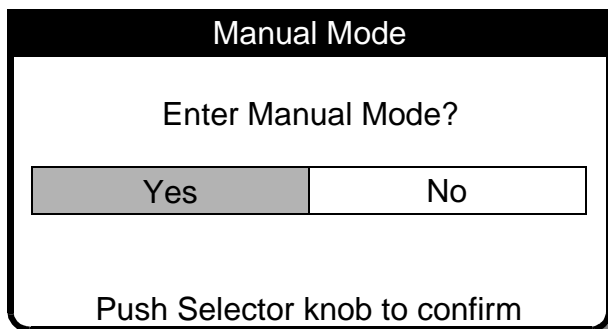 Manual Mode
Enter Manual Mode?
Yes No
Push Selector knob to confirm